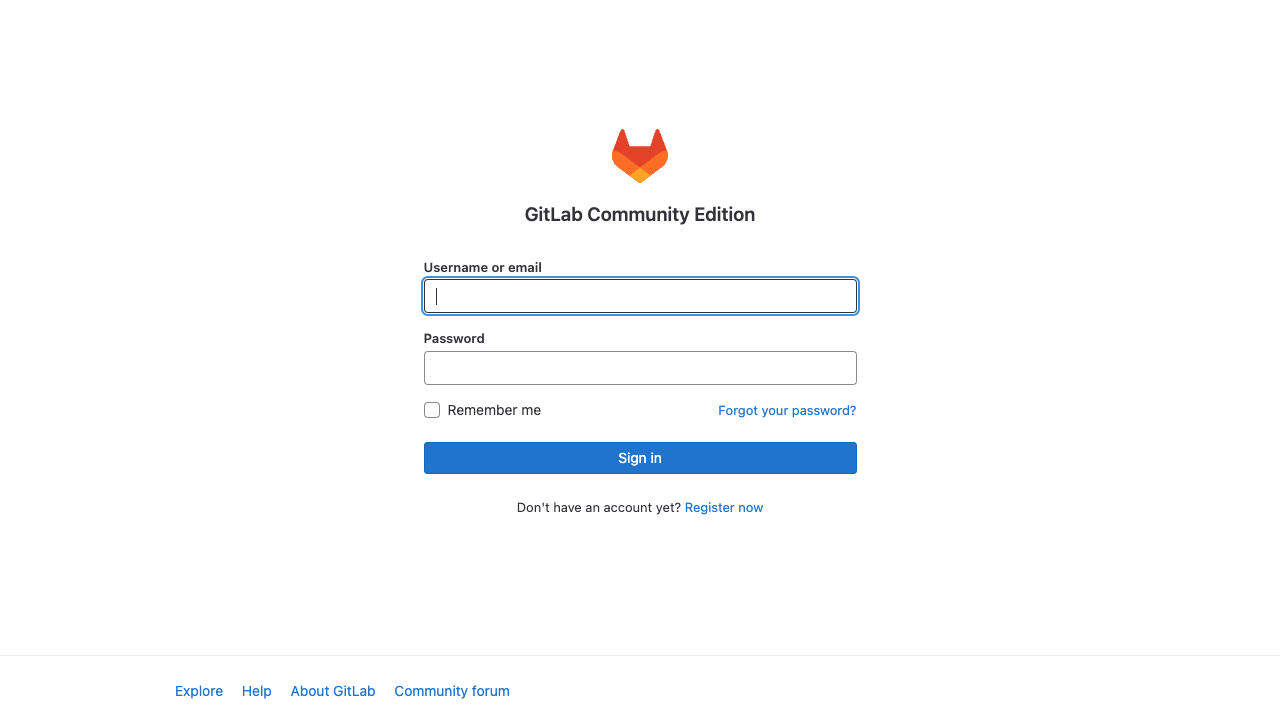 GitLab Community Edition
Username or email
Password
Remember me
Forgot your password?
Sign in
Don't have an account yet? Register now
Explore Help About GitLab Community forum